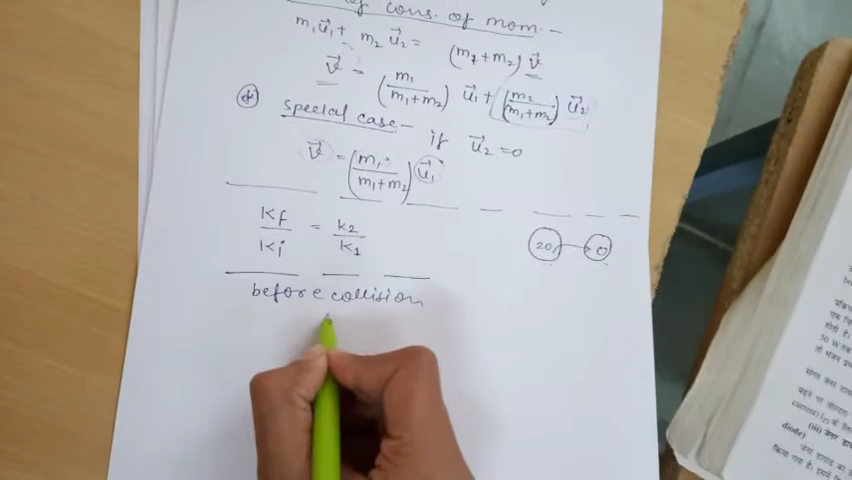 of cons. of mom. -
m₁u⃗₁ + m₂u⃗₂ = (m₁+m₂) v⃗
v⃗ = (m₁/m₁+m₂) u⃗₁ + (m₂/m₁+m₂) u⃗₂
special case - if u⃗₂ = 0
v⃗ = (m₁/m₁+m₂) u⃗₁
Kf/Ki = k₂/k₁
20 → 0
before collision
diode)